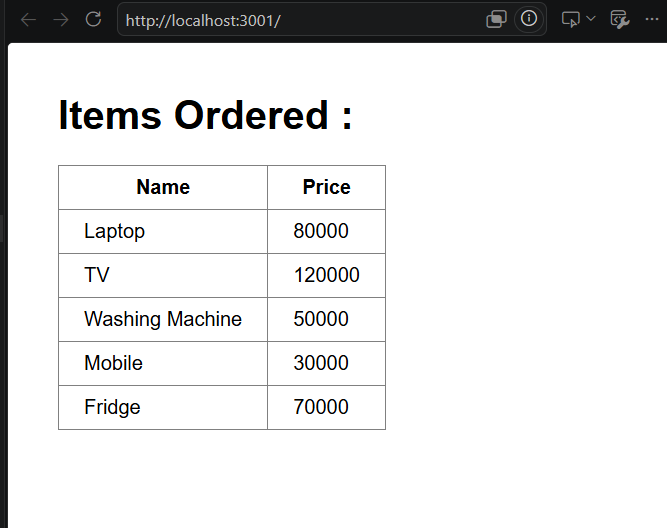 http://localhost:3001/
Items Ordered :
Name Price
Laptop 80000
TV 120000
Washing Machine 50000
Mobile 30000
Fridge 70000